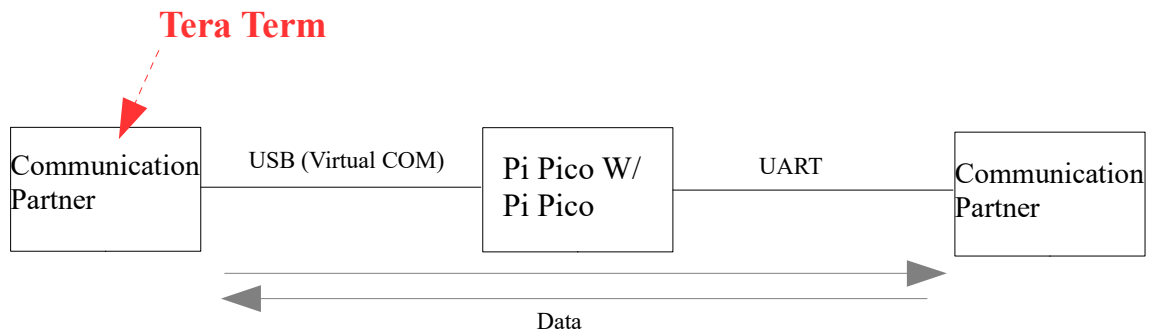 Tera Term
Communication
Partner
USB (Virtual COM)
Pi Pico W/
Pi Pico
UART
Communication
Partner
Data